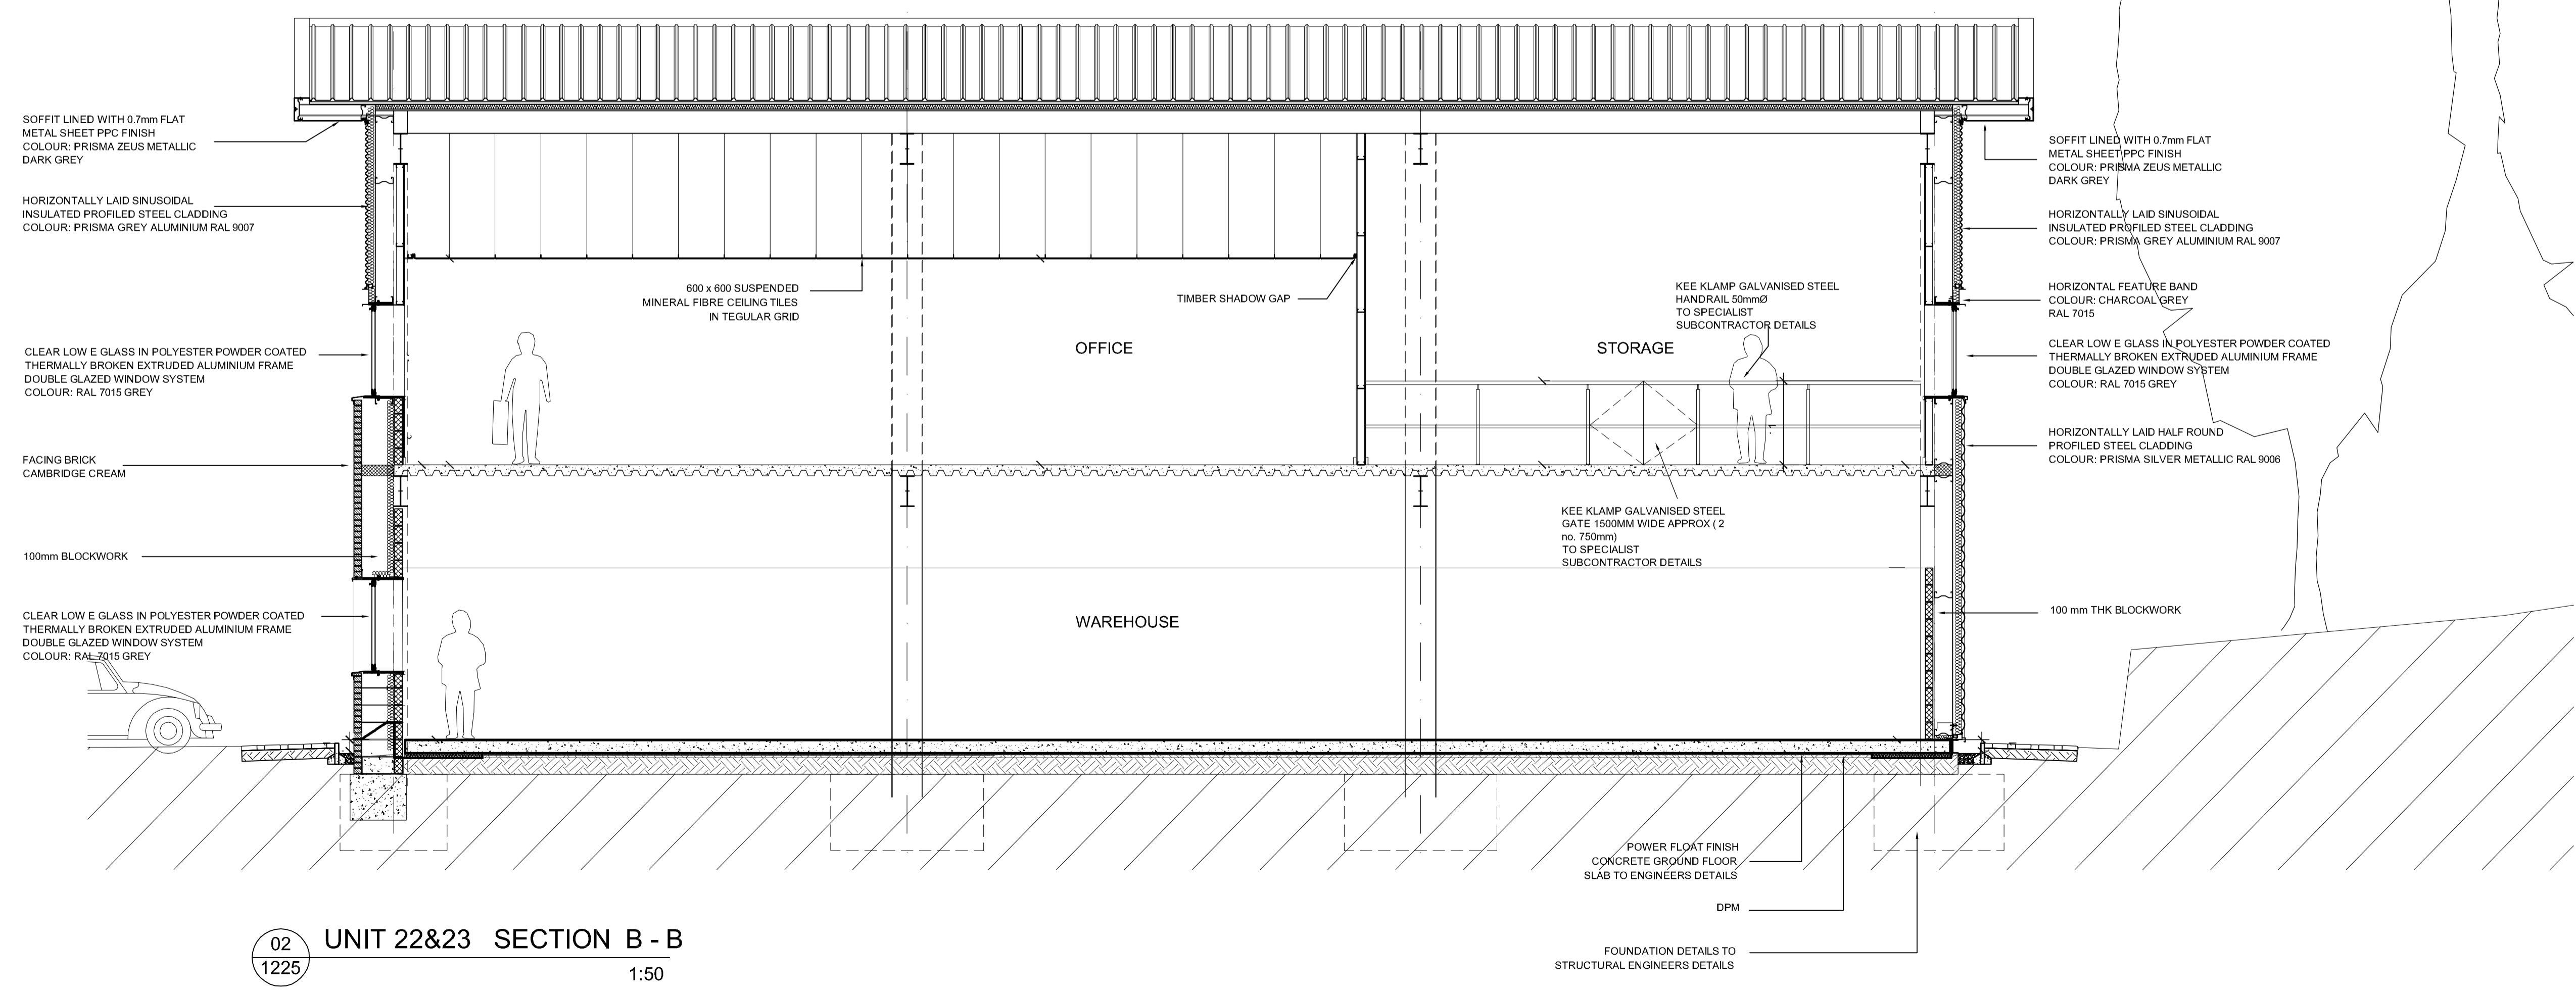 SOFFIT LINED WITH 0.7mm FLAT
METAL SHEET PPC FINISH
COLOUR: PRISMA ZEUS METALLIC
DARK GREY
HORIZONTALLY LAID SINUSOIDAL
INSULATED PROFILED STEEL CLADDING
COLOUR: PRISMA GREY ALUMINIUM RAL 9007
CLEAR LOW E GLASS IN POLYESTER POWDER COATED
THERMALLY BROKEN EXTRUDED ALUMINIUM FRAME
DOUBLE GLAZED WINDOW SYSTEM
COLOUR: RAL 7015 GREY
FACING BRICK
CAMBRIDGE CREAM
100mm BLOCKWORK
CLEAR LOW E GLASS IN POLYESTER POWDER COATED
THERMALLY BROKEN EXTRUDED ALUMINIUM FRAME
DOUBLE GLAZED WINDOW SYSTEM
COLOUR: RAL 7015 GREY
600 x 600 SUSPENDED
MINERAL FIBRE CEILING TILES
IN TEGULAR GRID
TIMBER SHADOW GAP
OFFICE
KEE KLAMP GALVANISED STEEL
HANDRAIL 50mmØ
TO SPECIALIST
SUBCONTRACTOR DETAILS
STORAGE
KEE KLAMP GALVANISED STEEL
GATE 1500MM WIDE APPROX ( 2
no. 750mm)
TO SPECIALIST
SUBCONTRACTOR DETAILS
WAREHOUSE
SOFFIT LINED WITH 0.7mm FLAT
METAL SHEET PPC FINISH
COLOUR: PRISMA ZEUS METALLIC
DARK GREY
HORIZONTALLY LAID SINUSOIDAL
INSULATED PROFILED STEEL CLADDING
COLOUR: PRISMA GREY ALUMINIUM RAL 9007
HORIZONTAL FEATURE BAND
COLOUR: CHARCOAL GREY
RAL 7015
CLEAR LOW E GLASS IN POLYESTER POWDER COATED
THERMALLY BROKEN EXTRUDED ALUMINIUM FRAME
DOUBLE GLAZED WINDOW SYSTEM
COLOUR: RAL 7015 GREY
HORIZONTALLY LAID HALF ROUND
PROFILED STEEL CLADDING
COLOUR: PRISMA SILVER METALLIC RAL 9006
100 mm THK BLOCKWORK
POWER FLOAT FINISH
CONCRETE GROUND FLOOR
SLAB TO ENGINEERS DETAILS
DPM
FOUNDATION DETAILS TO
STRUCTURAL ENGINEERS DETAILS
02
1225
UNIT 22&23 SECTION B - B
1:50